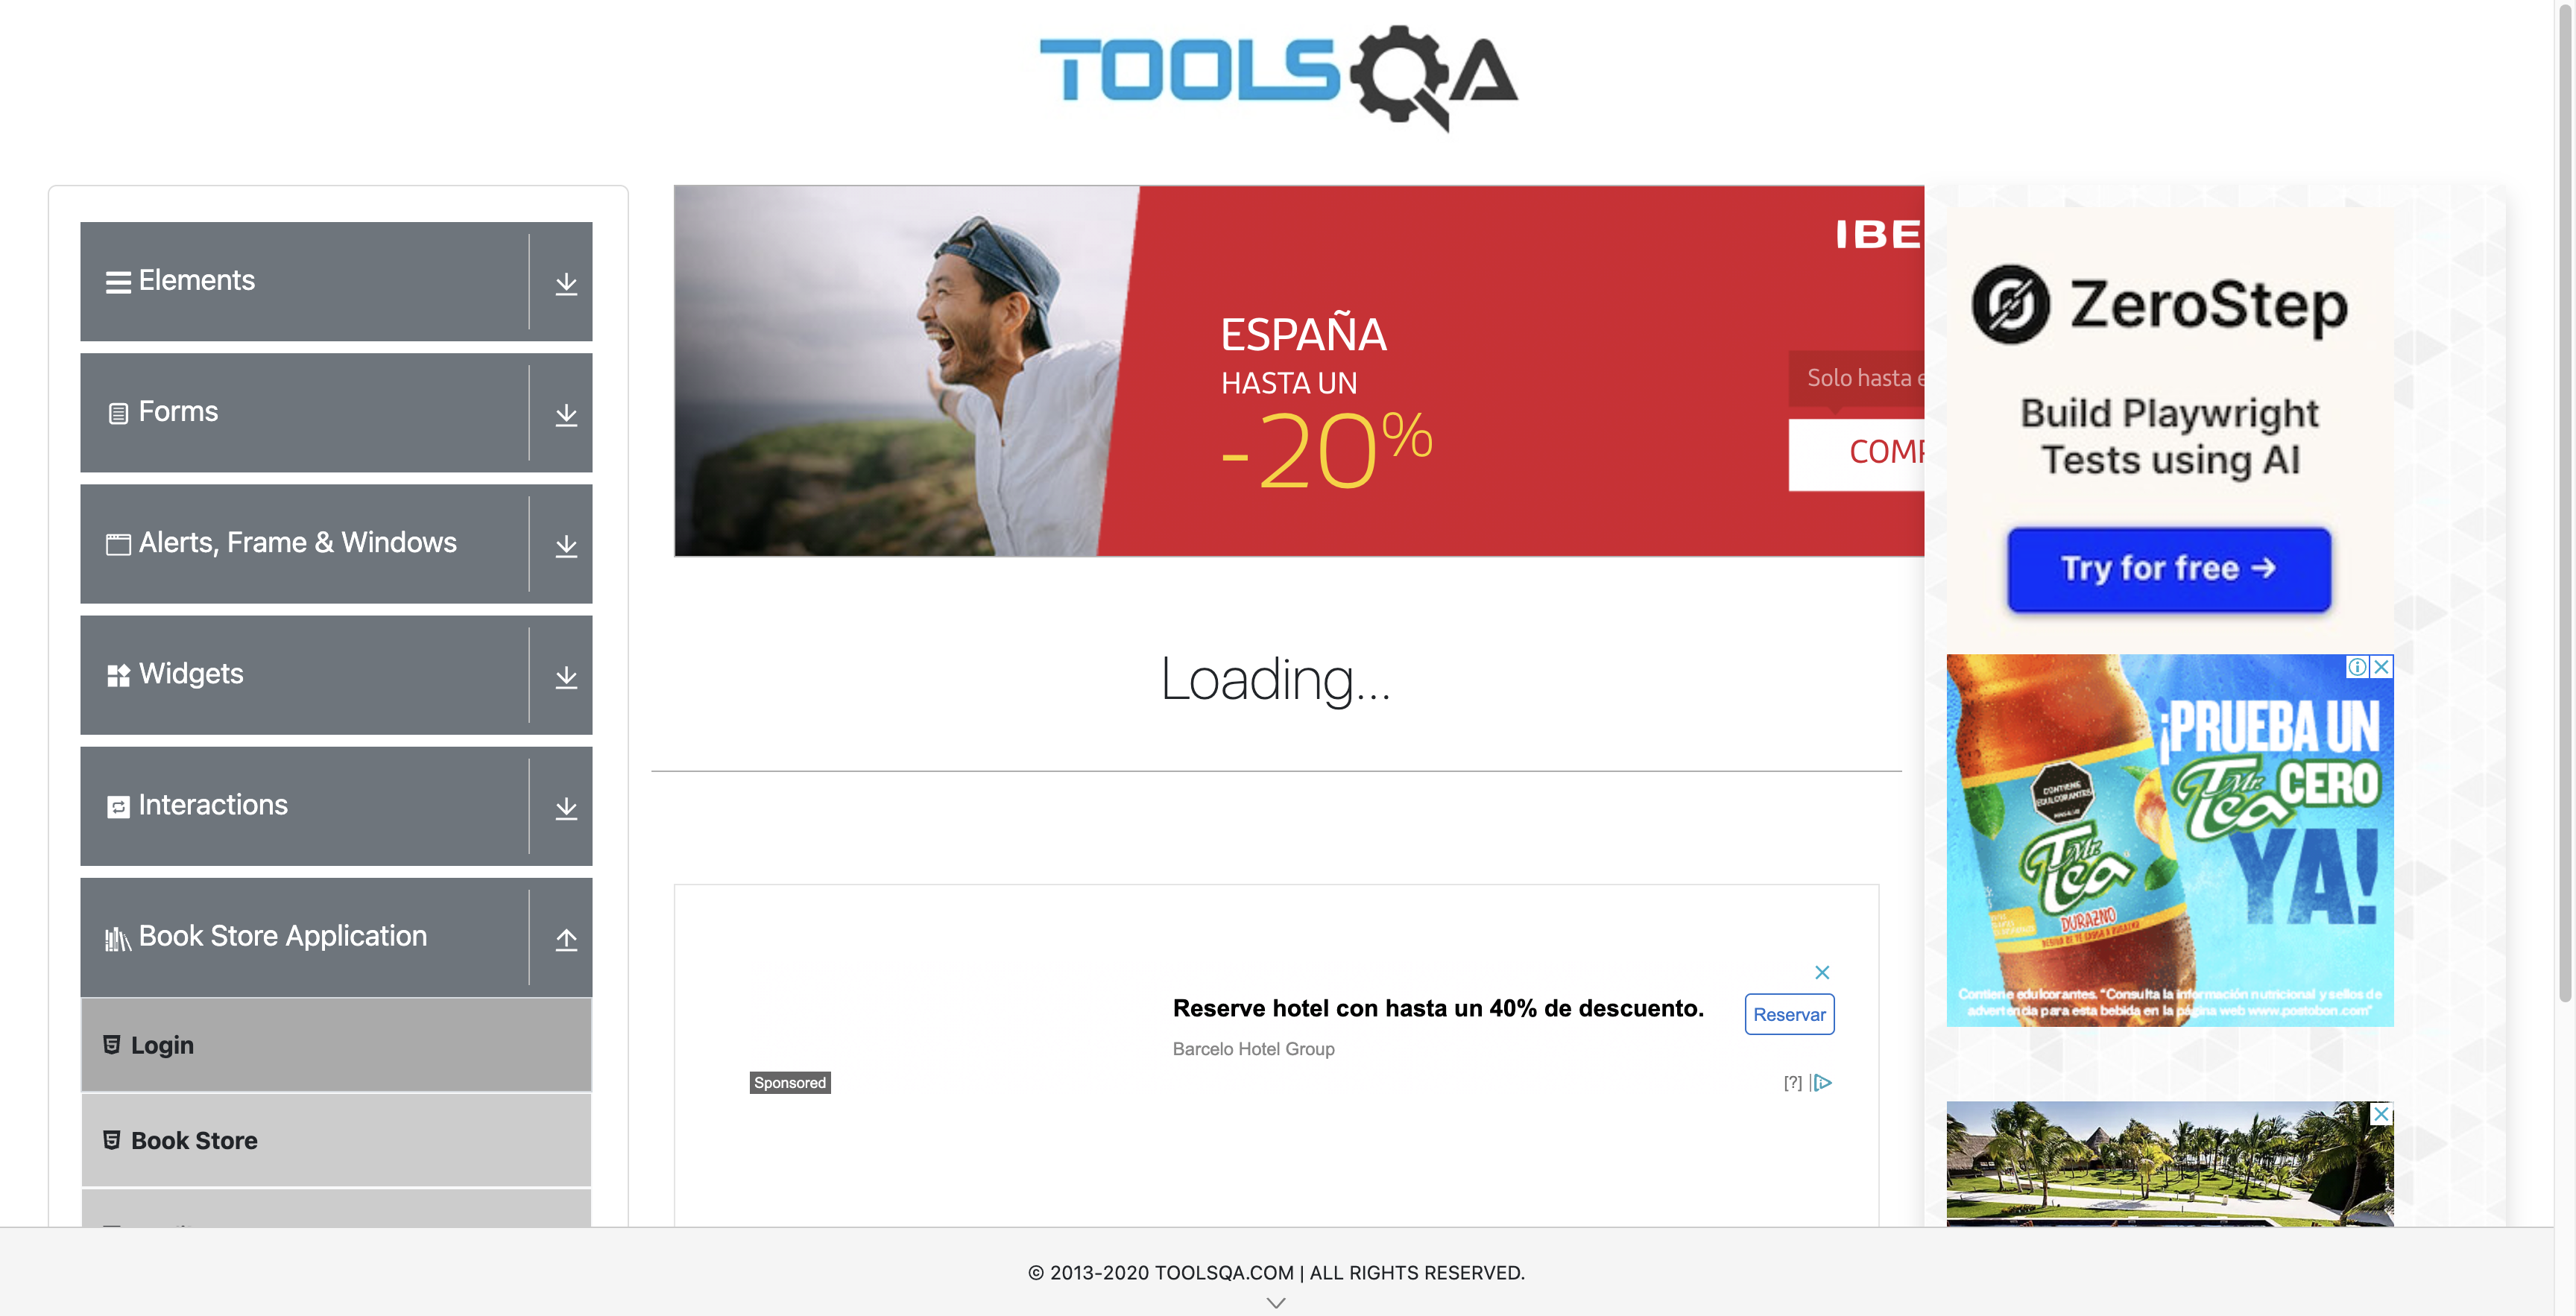 TOOLSQA
Elements
Forms
Alerts, Frame & Windows
Widgets
Interactions
Book Store Application
Login
Book Store
ESPAÑA
HASTA UN
-20%
IBE
Solo hasta e
COMP
Loading...
Reserve hotel con hasta un 40% de descuento.
Barcelo Hotel Group
Reservar
Sponsored
[?]
ZeroStep
Build Playwright
Tests using AI
Try for free →
¡PRUEBA UN
Mr. Tea CERO
YA!
CONTIENE
EDULCORANTES
Mr. Tea
DURAZNO
Contiene edulcorantes. "Consulta la información nutricional y sellos de
advertencia para esta bebida en la página web www.postobon.com"
© 2013-2020 TOOLSQA.COM | ALL RIGHTS RESERVED.